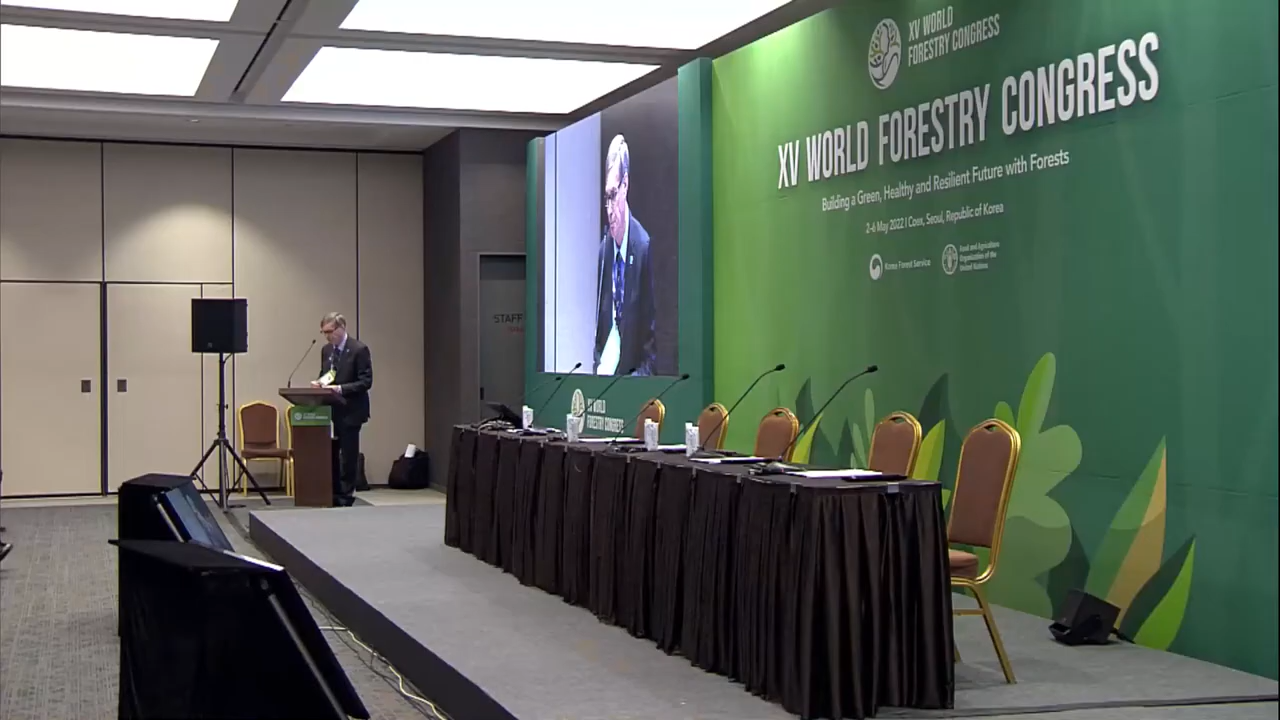 XV WORLD
FORESTRY CONGRESS
XV WORLD FORESTRY CONGRESS
Building a Green, Healthy and Resilient Future with Forests
2-6 May 2022 | Coex, Seoul, Republic of Korea
Korea Forest Service
Food and Agriculture
Organization of the
United Nations
STAFF
XV WORLD
FORESTRY CONGRESS